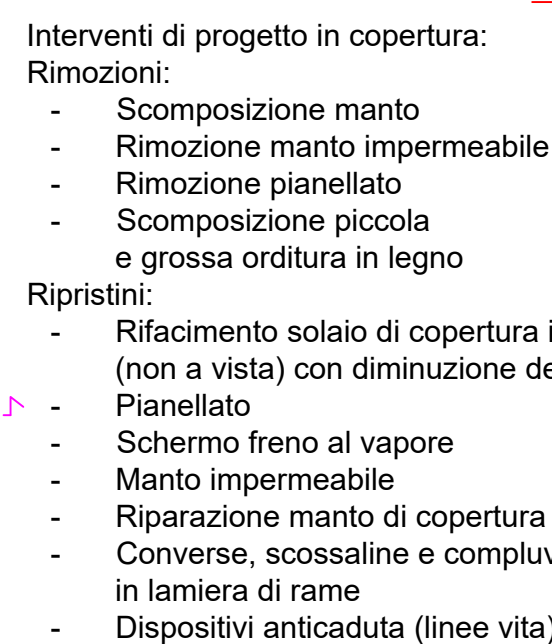 Interventi di progetto in copertura:
Rimozioni:
- Scomposizione manto
- Rimozione manto impermeabile
- Rimozione pianellato
- Scomposizione piccola
e grossa orditura in legno
Ripristini:
- Rifacimento solaio di copertura
(non a vista) con diminuzione
- Pianellato
- Schermo freno al vapore
- Manto impermeabile
- Riparazione manto di copertura
- Converse, scossaline e
in lamiera di rame
- Dispositivi anticaduta (linee vita)